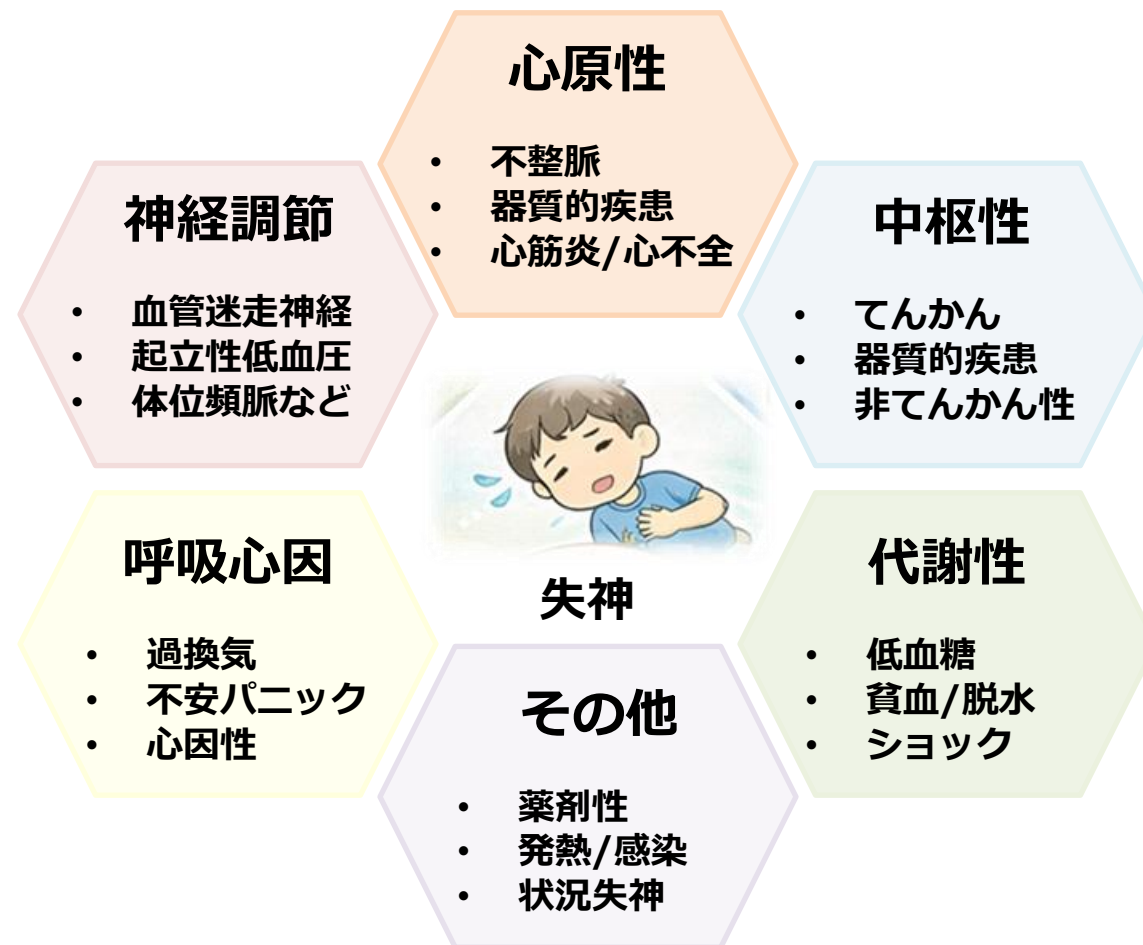 心原性
・ 不整脈
・ 器質的疾患
・ 心筋炎/心不全
神経調節
・ 血管迷走神経
・ 起立性低血圧
・ 体位頻脈など
中枢性
・ てんかん
・ 器質的疾患
・ 非てんかん性
失神
呼吸心因
・ 過換気
・ 不安パニック
・ 心因性
代謝性
・ 低血糖
・ 貧血/脱水
・ ショック
その他
・ 薬剤性
・ 発熱/感染
・ 状況失神